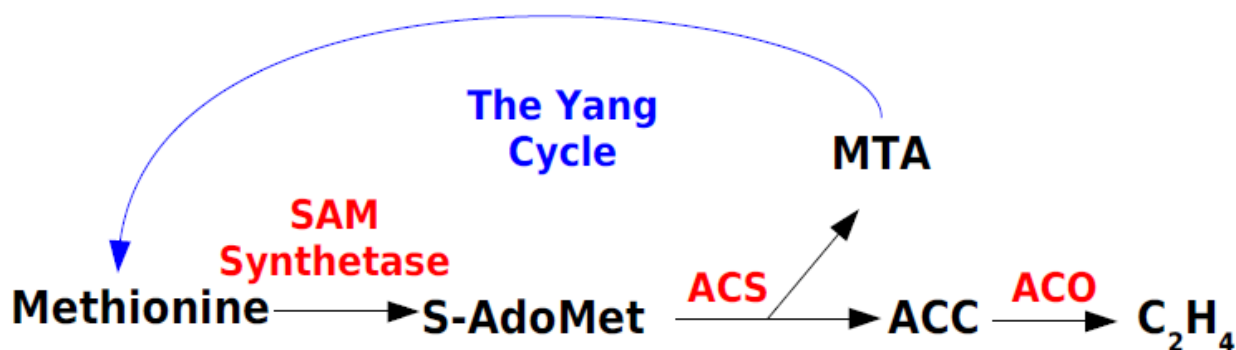 The Yang
Cycle
MTA
SAM
Synthetase
Methionine
S-AdoMet
ACS
ACC
ACO
C₂H₄